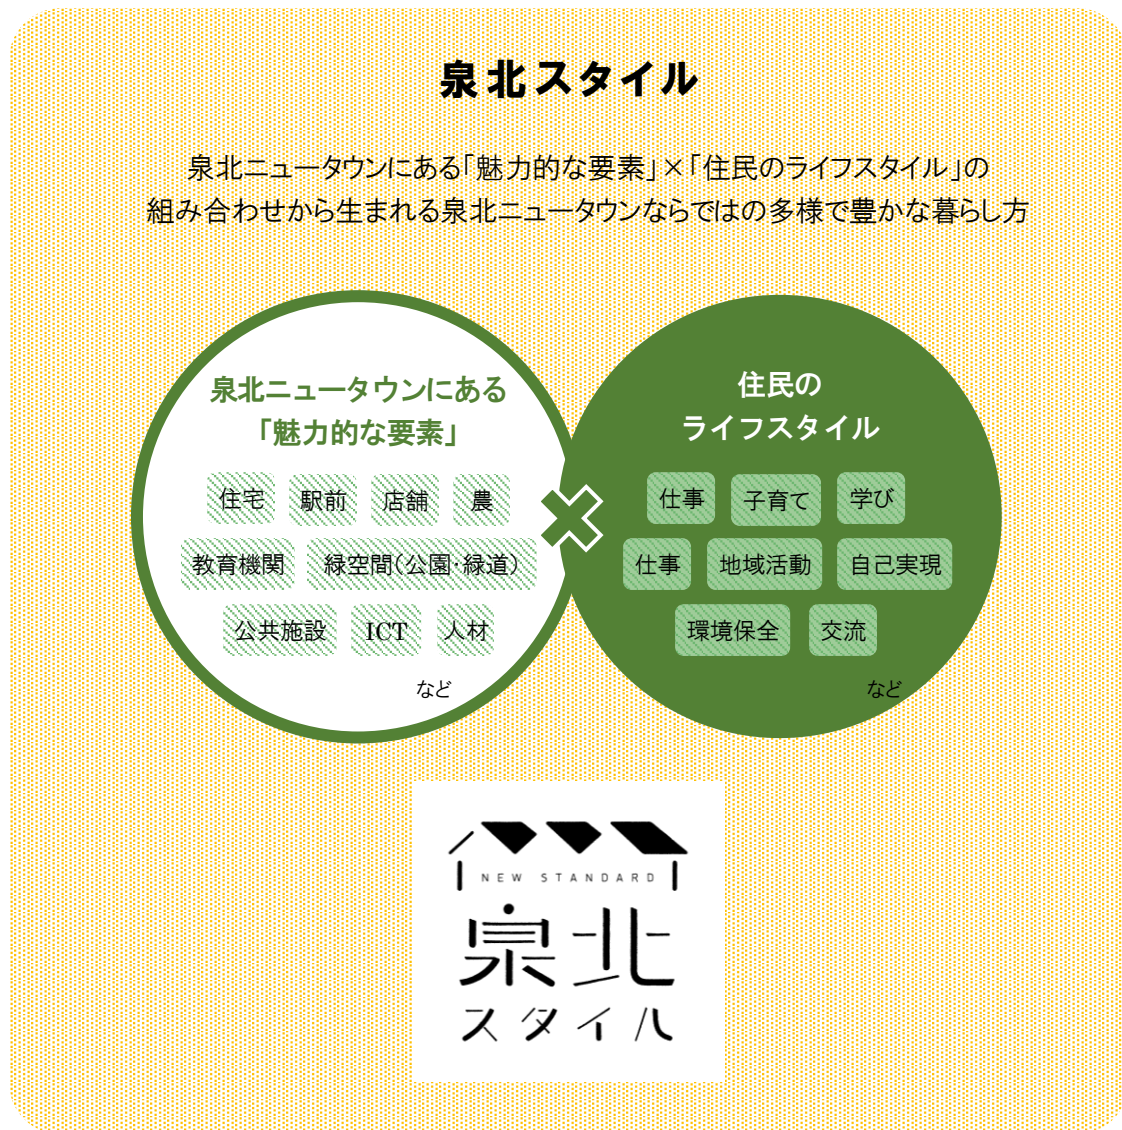 泉北スタイル
泉北ニュータウンにある「魅力的な要素」×「住民のライフスタイル」の
組み合わせから生まれる泉北ニュータウンならではの多様で豊かな暮らし方
泉北ニュータウンにある
「魅力的な要素」
住宅 駅前 店舗 農
教育機関 緑空間（公園・緑道）
公共施設 ICT 人材
など
×
住民の
ライフスタイル
仕事 子育て 学び
仕事 地域活動 自己実現
環境保全 交流
など
NEW STANDARD
泉北
スタイル